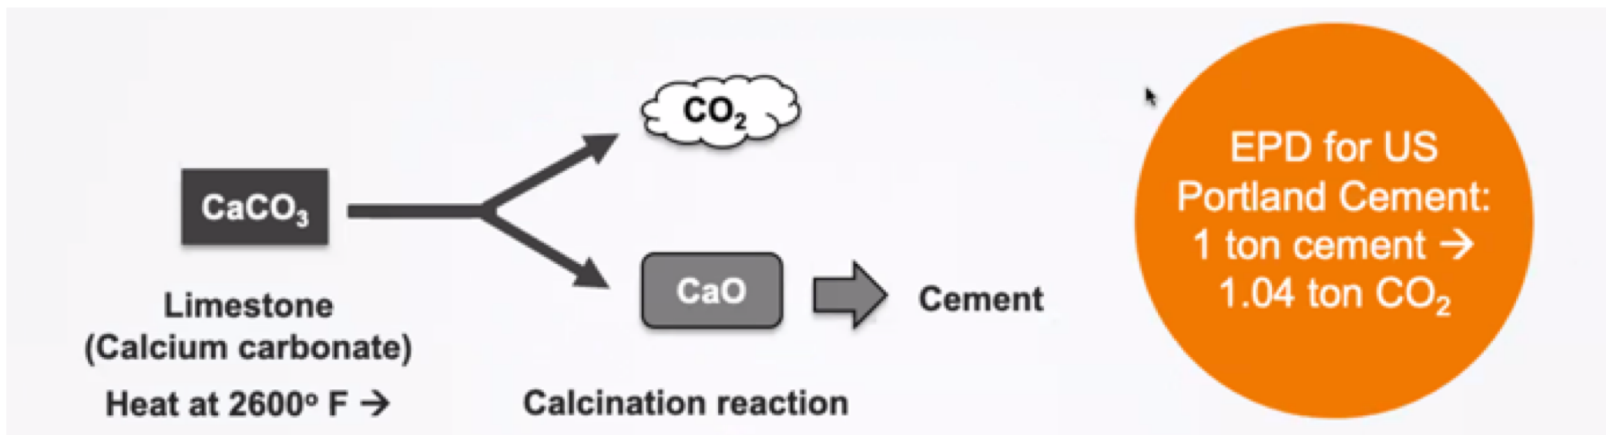 CO₂
CaCO₃
CaO
Cement
Limestone
(Calcium carbonate)
Heat at 2600º F →
Calcination reaction
EPD for US
Portland Cement:
1 ton cement →
1.04 ton CO₂